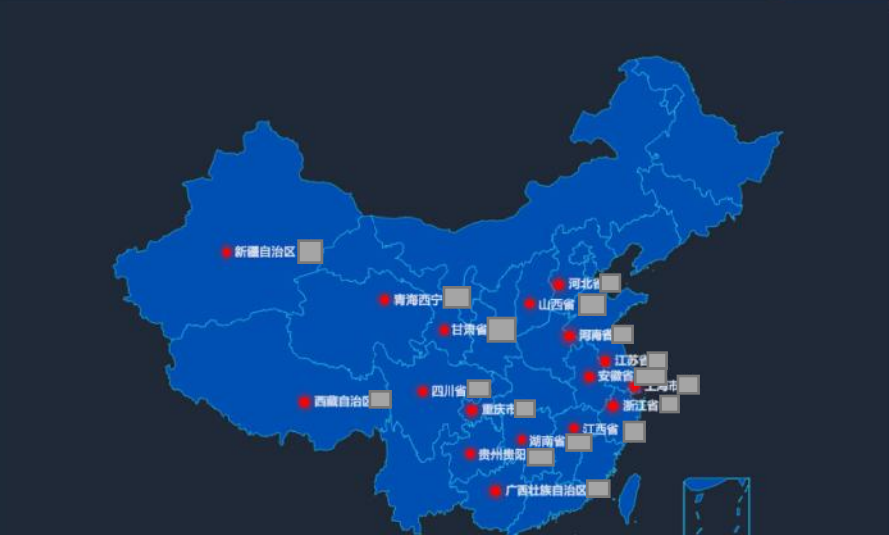 新疆自治区
河北省
青海西宁
山西省
甘肃省
河南省
江苏省
安徽省
上海市
四川省
西藏自治区
浙江省
重庆市
江西省
湖南省
贵州贵阳
广西壮族自治区